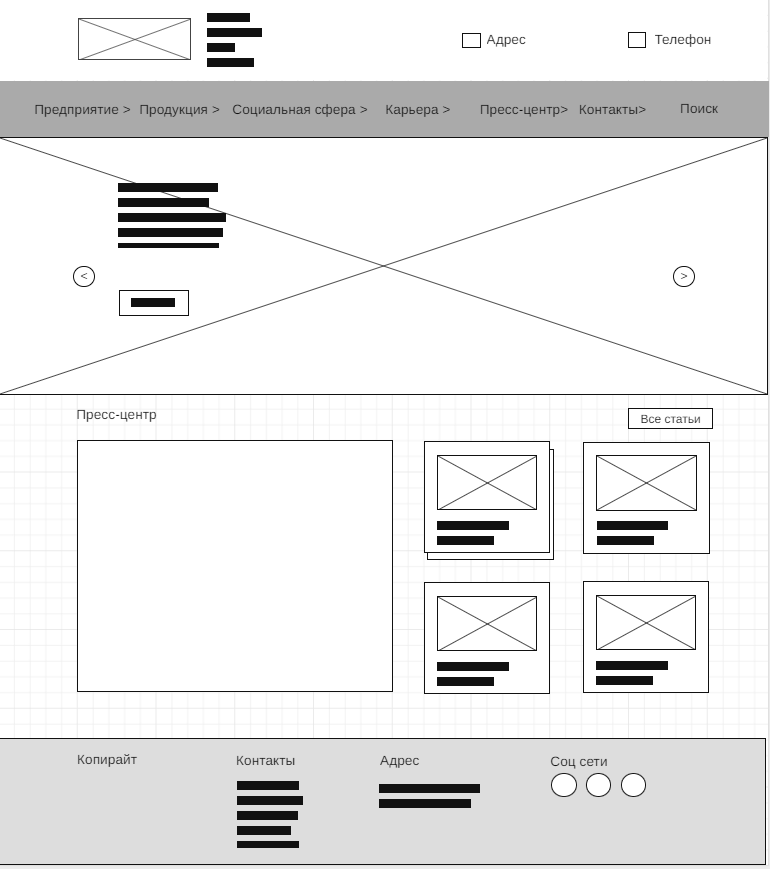 Адрес
Телефон
Предприятие > Продукция > Социальная сфера > Карьера > Пресс-центр> Контакты> Поиск
<
>
Пресс-центр
Все статьи
Копирайт
Контакты
Адрес
Соц сети